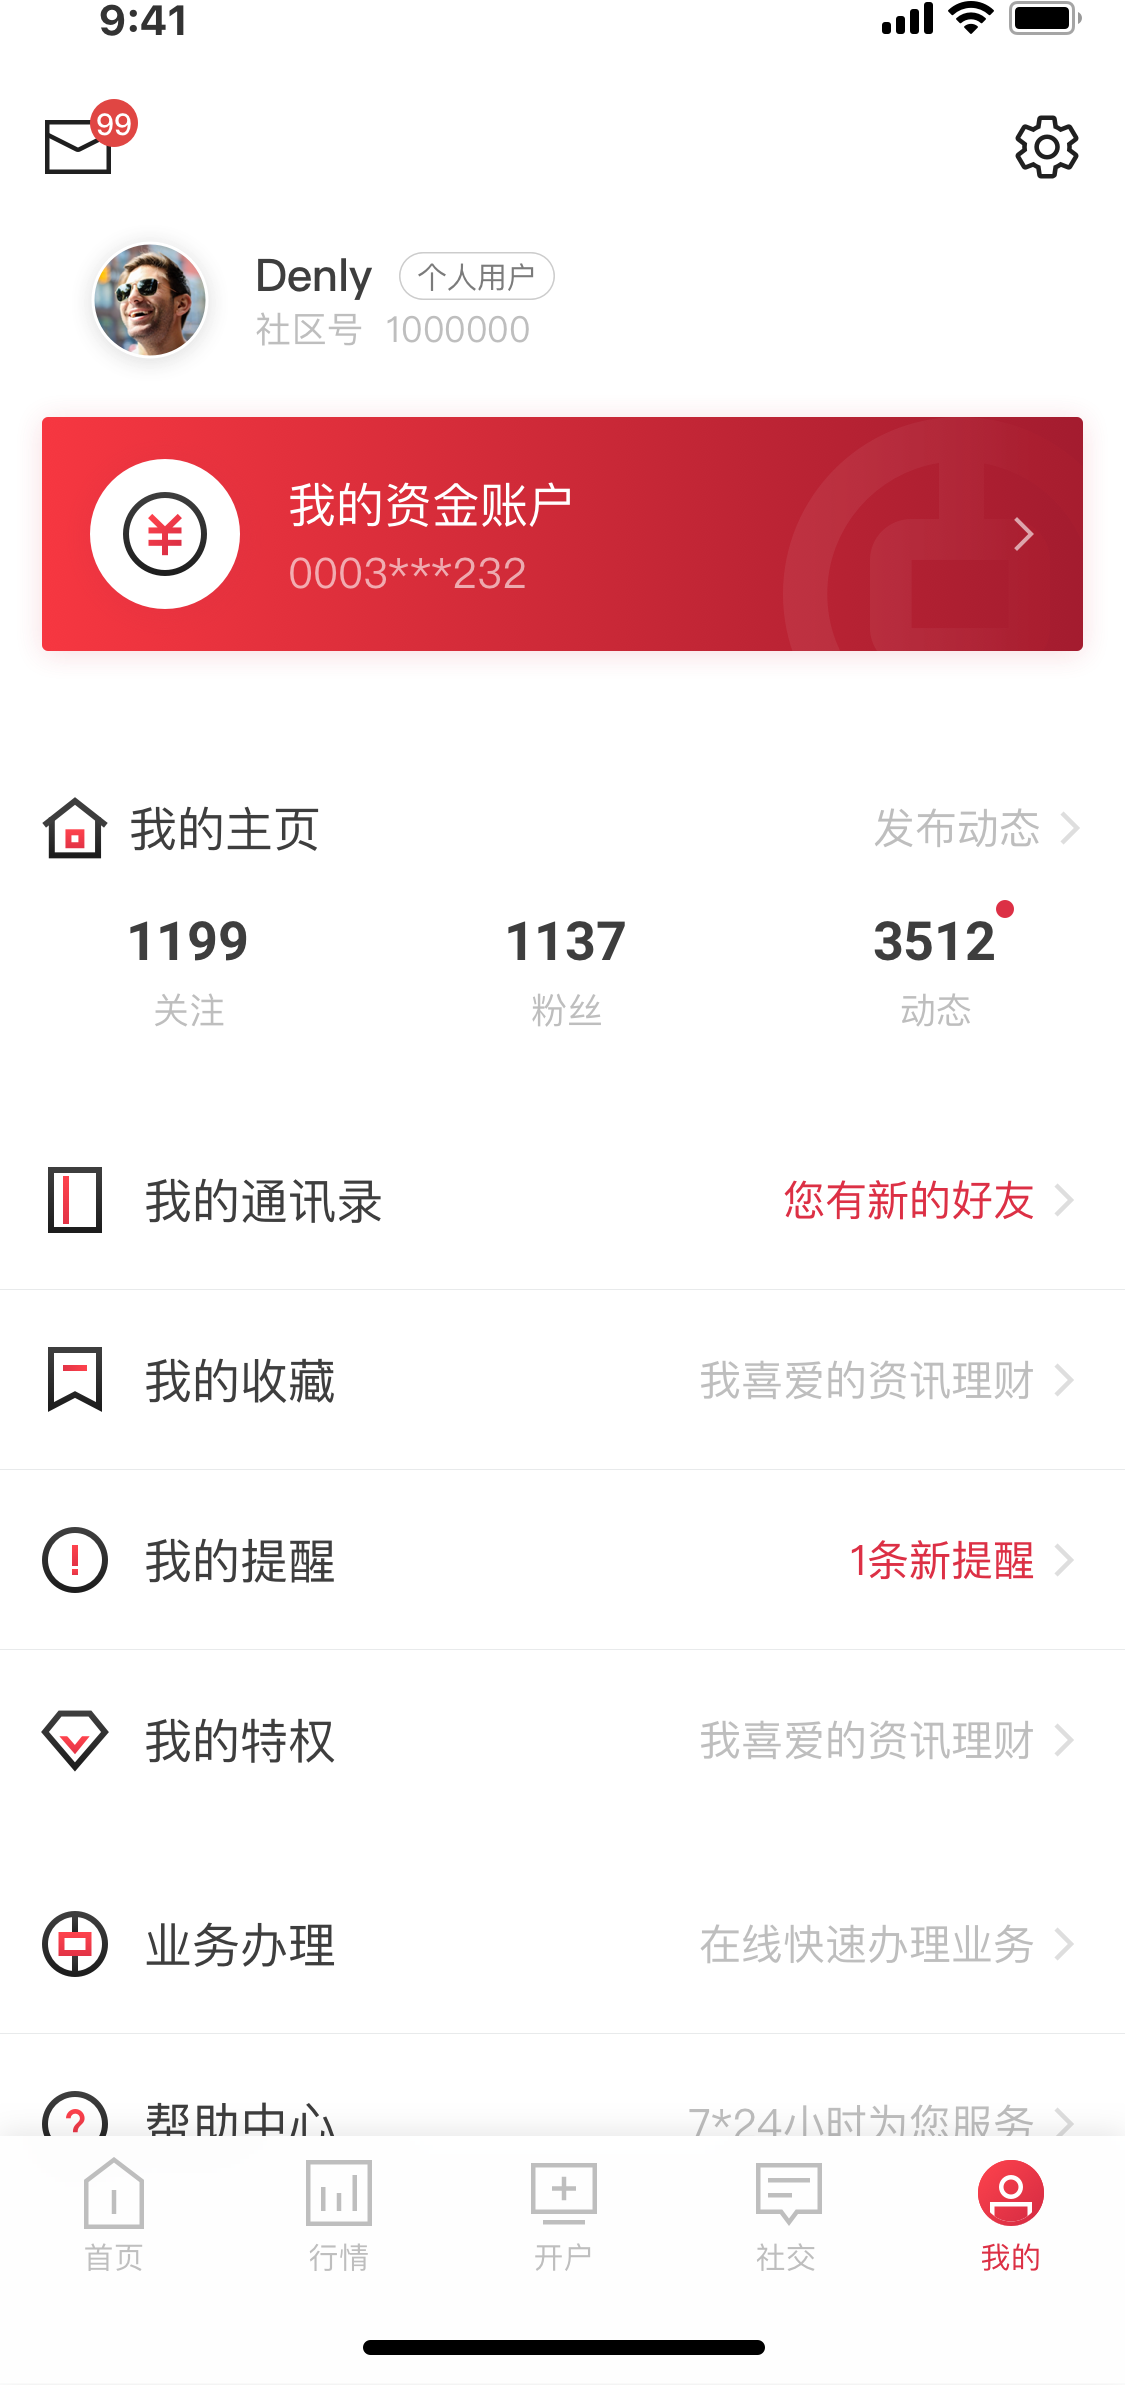 9:41
99
Denly 个人用户
社区号 1000000
我的资金账户
0003***232
我的主页 发布动态
1199 1137 3512
关注 粉丝 动态
我的通讯录 您有新的好友
我的收藏 我喜爱的资讯理财
我的提醒 1条新提醒
我的特权 我喜爱的资讯理财
业务办理 在线快速办理业务
帮助中心 7*24小时为您服务
首页 行情 开户 社交 我的